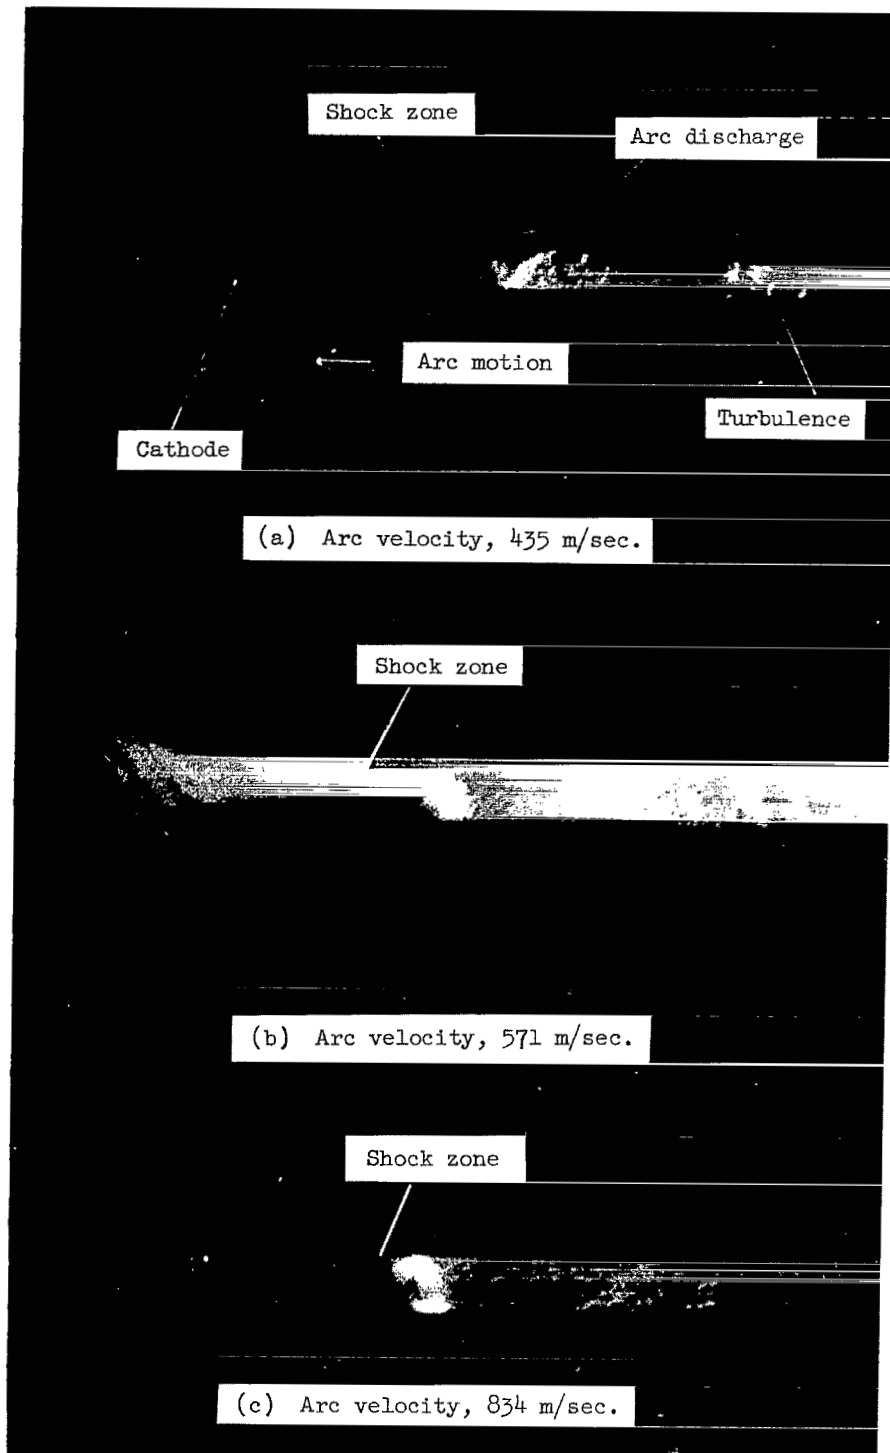 Shock zone
Arc discharge
Arc motion
Turbulence
Cathode
(a) Arc velocity, 435 m/sec.
Shock zone
(b) Arc velocity, 571 m/sec.
Shock zone
(c) Arc velocity, 834 m/sec.